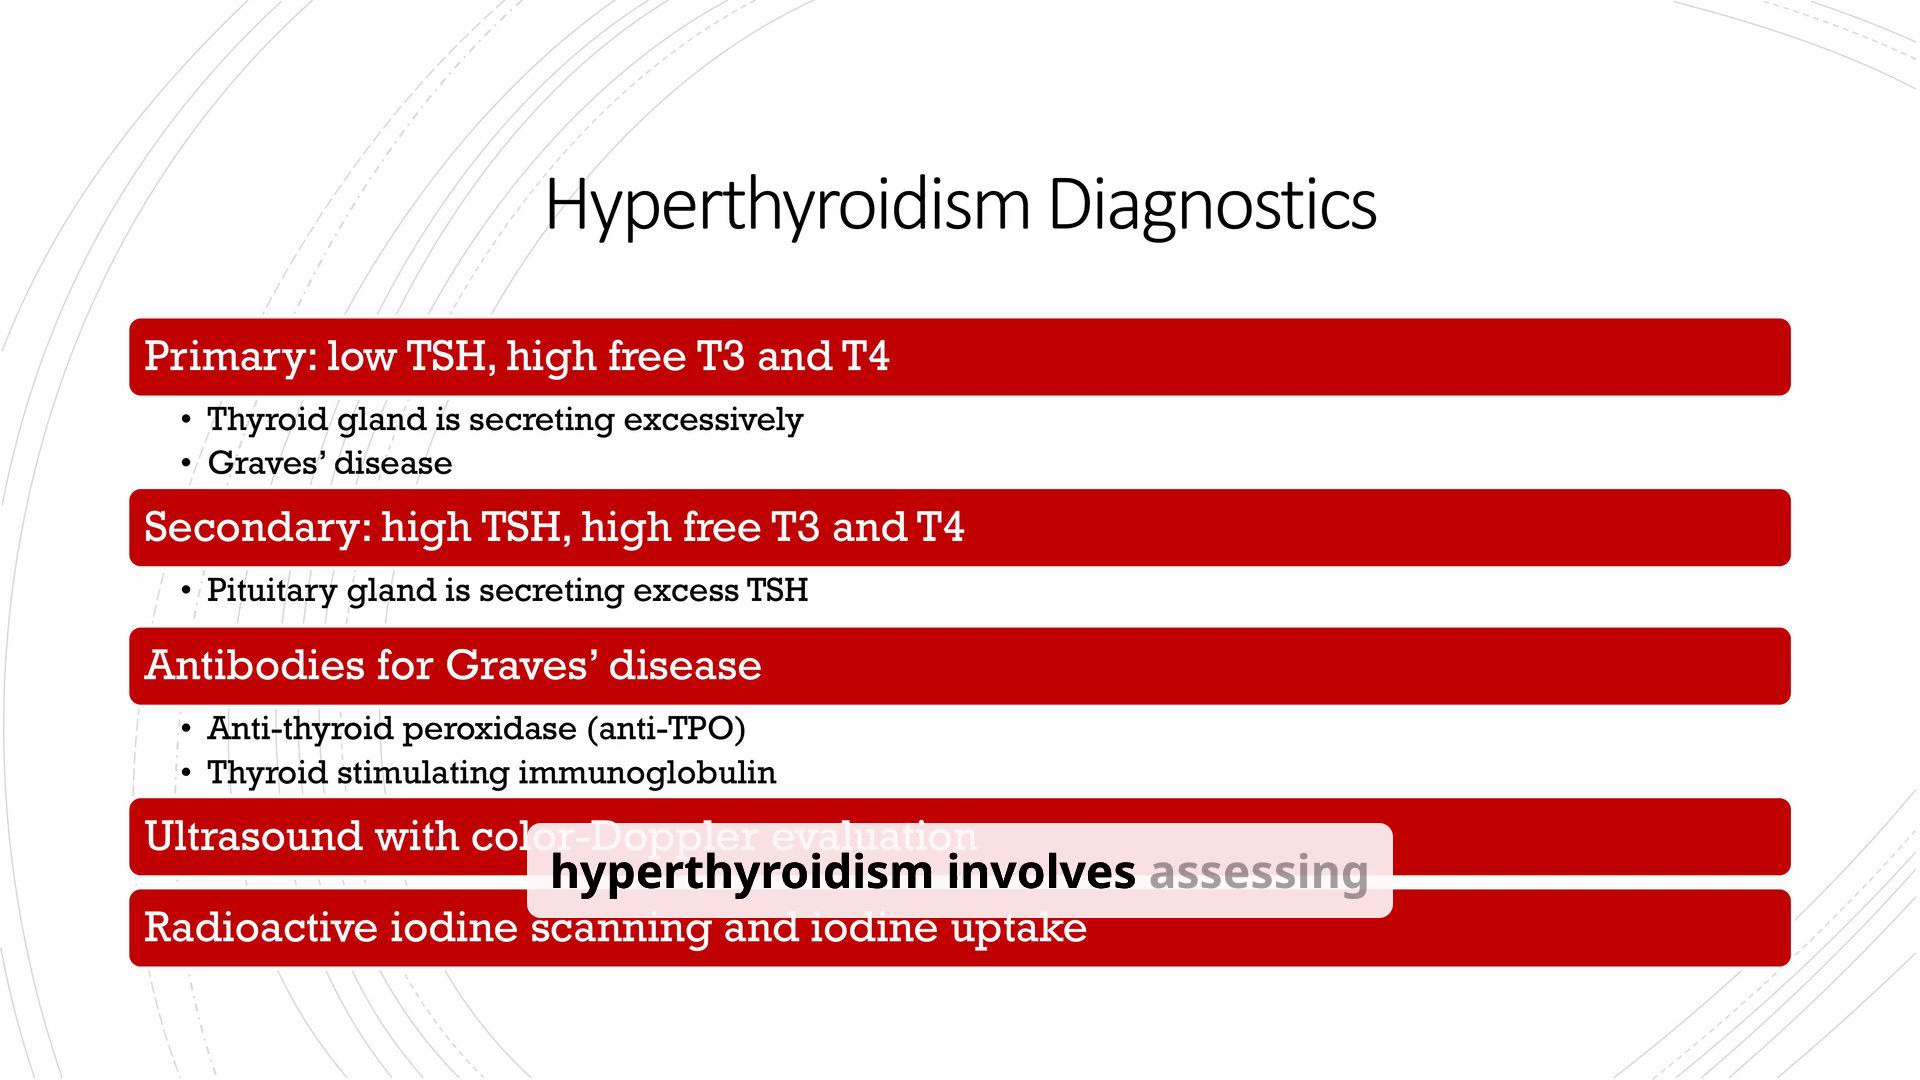 Hyperthyroidism Diagnostics
Primary: low TSH, high free T3 and T4
• Thyroid gland is secreting excessively
• Graves’ disease
Secondary: high TSH, high free T3 and T4
• Pituitary gland is secreting excess TSH
Antibodies for Graves’ disease
• Anti-thyroid peroxidase (anti-TPO)
• Thyroid stimulating immunoglobulin
Ultrasound with color-Doppler evaluation
hyperthyroidism involves assessing
Radioactive iodine scanning and iodine uptake